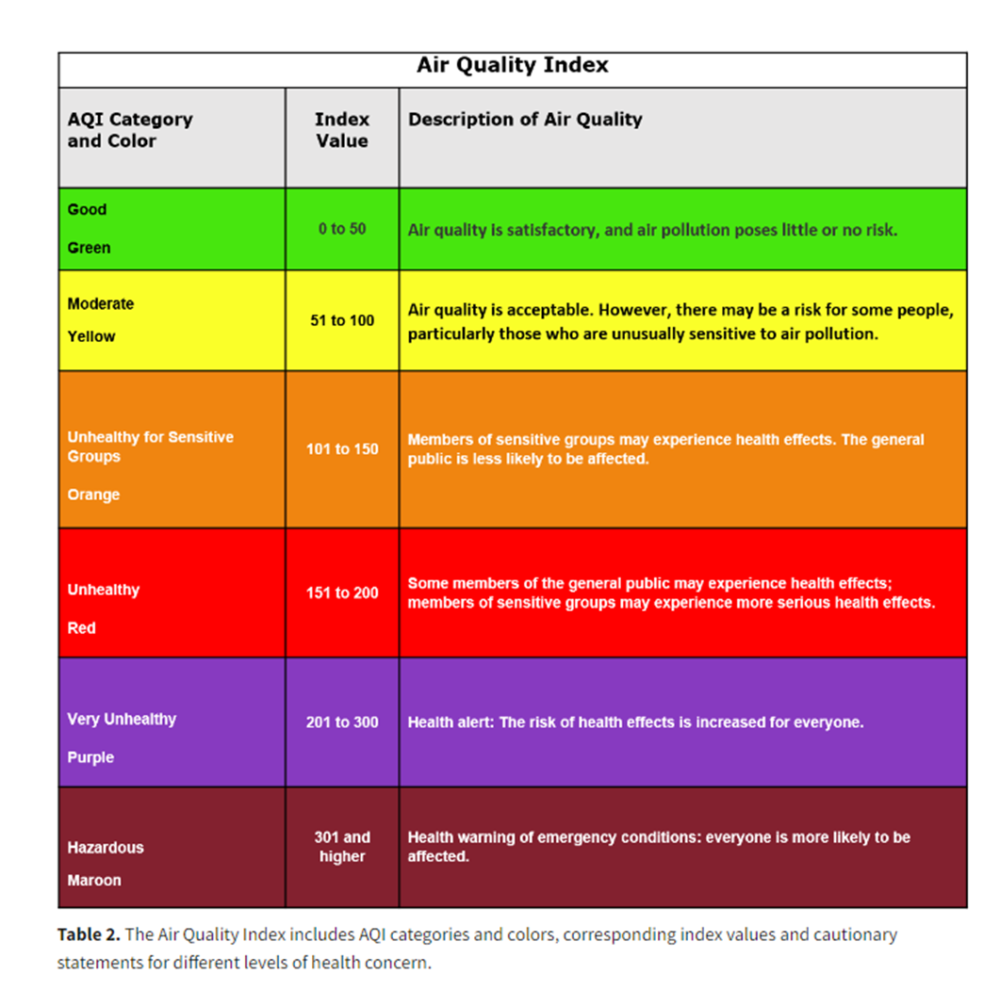 Air Quality Index
AQI Category
and Color
Index
Value
Description of Air Quality
Good
Green
0 to 50
Air quality is satisfactory, and air pollution poses little or no risk.
Moderate
Yellow
51 to 100
Air quality is acceptable. However, there may be a risk for some people,
particularly those who are unusually sensitive to air pollution.
Unhealthy for Sensitive
Groups
Orange
101 to 150
Members of sensitive groups may experience health effects. The general
public is less likely to be affected.
Unhealthy
Red
151 to 200
Some members of the general public may experience health effects;
members of sensitive groups may experience more serious health effects.
Very Unhealthy
Purple
201 to 300
Health alert: The risk of health effects is increased for everyone.
Hazardous
Maroon
301 and
higher
Health warning of emergency conditions: everyone is more likely to be
affected.
Table 2. The Air Quality Index includes AQI categories and colors, corresponding index values and cautionary
statements for different levels of health concern.